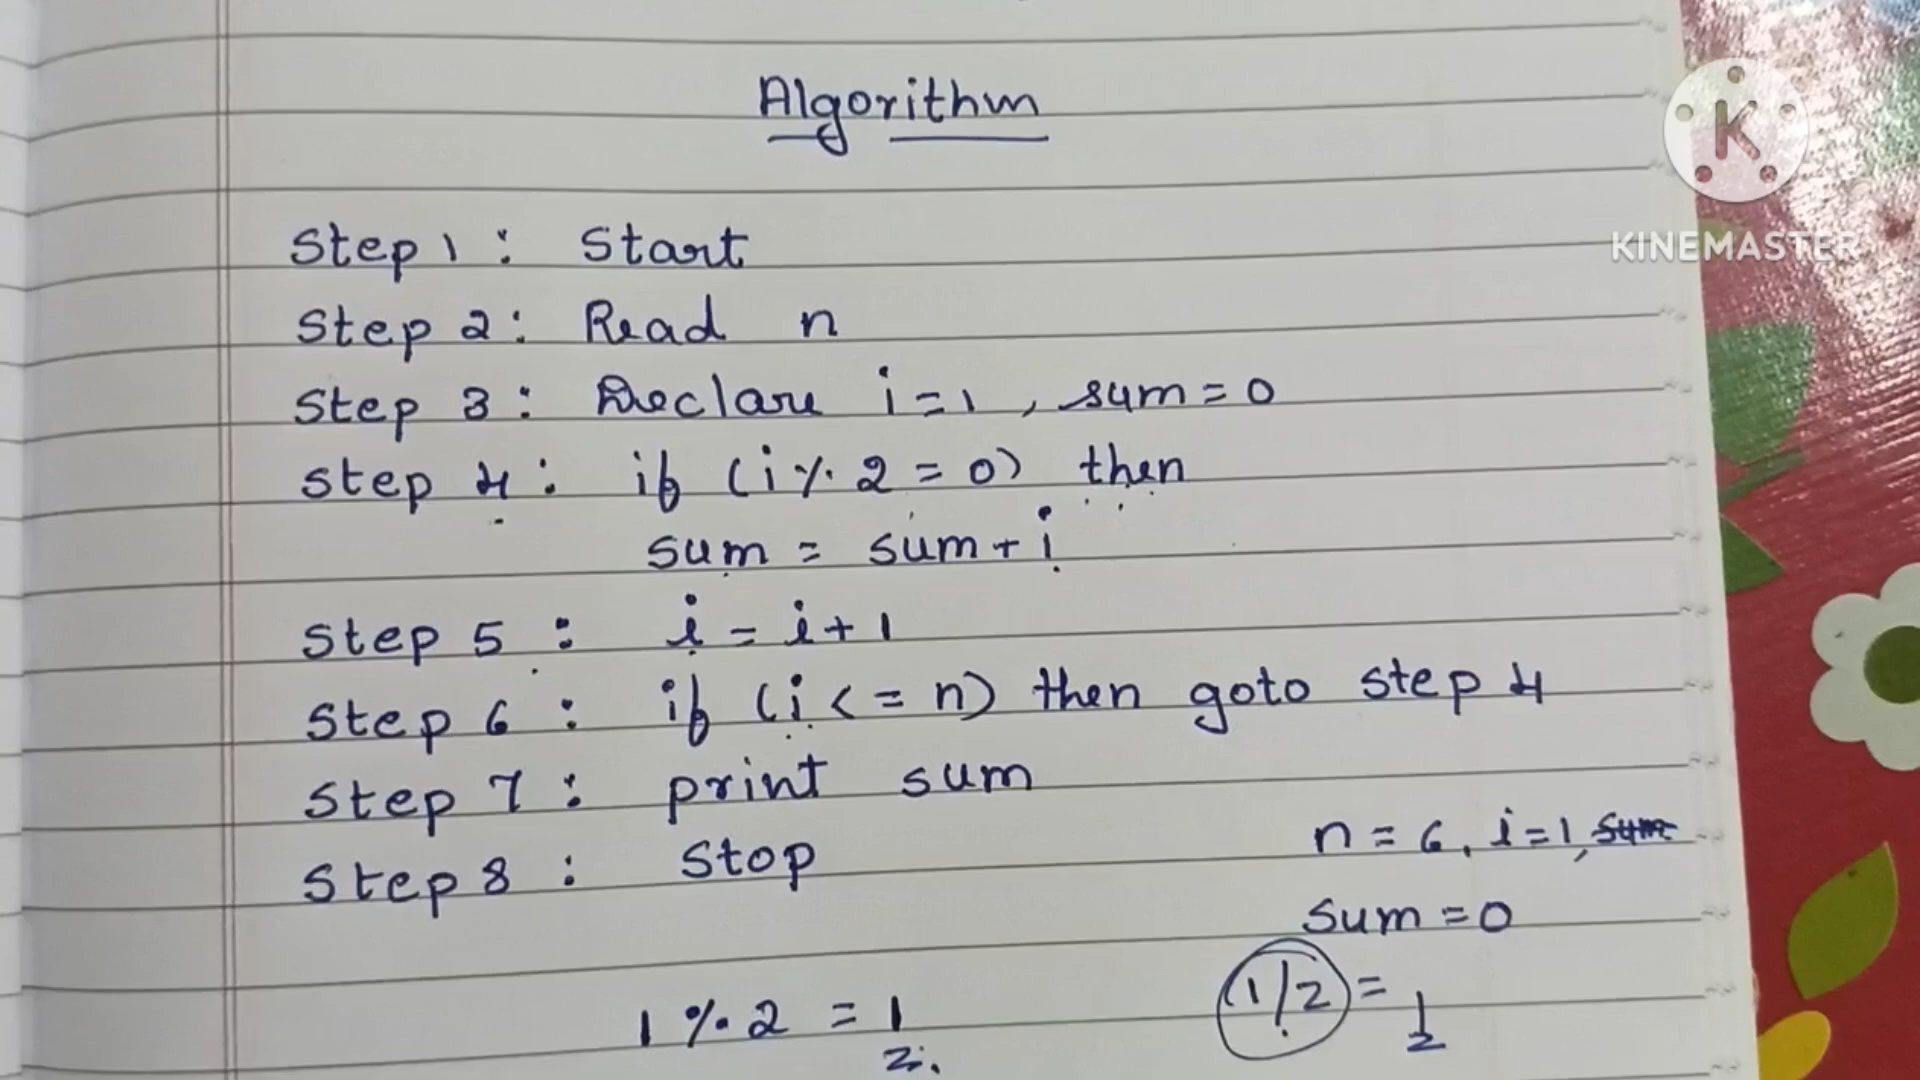 Algorithm
K
KINEMASTER
Step 1 : Start
Step 2 : Read n
Step 3 : Declare i=1 , sum=0
Step 4 : if (i % 2 = 0) then
sum = sum + i
Step 5 : i = i+1
Step 6 : if (i <= n) then goto step 4
Step 7 : print sum
Step 8 : Stop
n = 6, i=1, sum
sum = 0
1 % 2 = 1
2
1/2 = 1
2